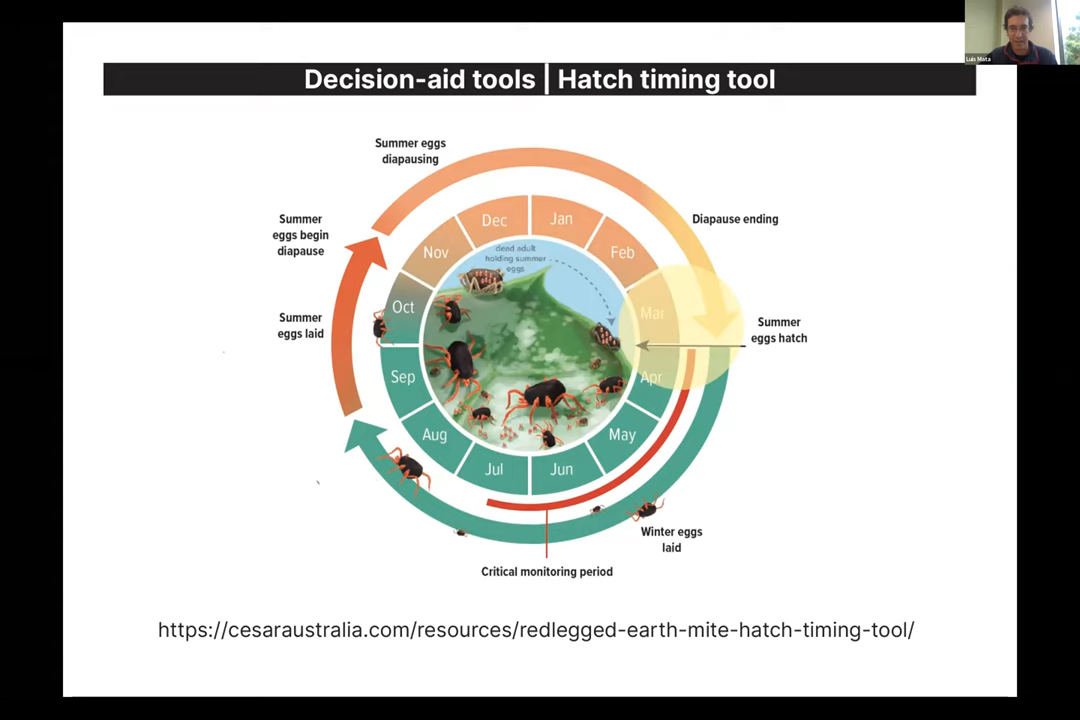 Luis Mata
Decision-aid tools | Hatch timing tool
Summer eggs
diapausing
Summer
eggs begin
diapause
Diapause ending
Dec
Jan
Nov
Feb
dead adult
holding summer
eggs
Oct
Mar
Summer
eggs laid
Summer
eggs hatch
Sep
Apr
Aug
May
Jul
Jun
Winter eggs
laid
Critical monitoring period
https://cesaraustralia.com/resources/redlegged-earth-mite-hatch-timing-tool/